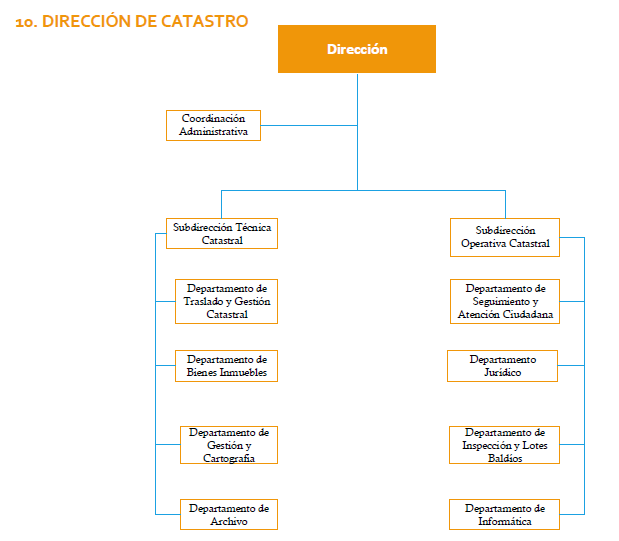 10. DIRECCIÓN DE CATASTRO
Dirección
Coordinación
Administrativa
Subdirección Técnica
Catastral
Departamento de
Traslado y Gestión
Catastral
Departamento de
Bienes Inmuebles
Departamento de
Gestión y
Cartografía
Departamento de
Archivo
Subdirección
Operativa Catastral
Departamento de
Seguimiento y
Atención Ciudadana
Departamento
Jurídico
Departamento de
Inspección y Lotes
Baldíos
Departamento de
Informática